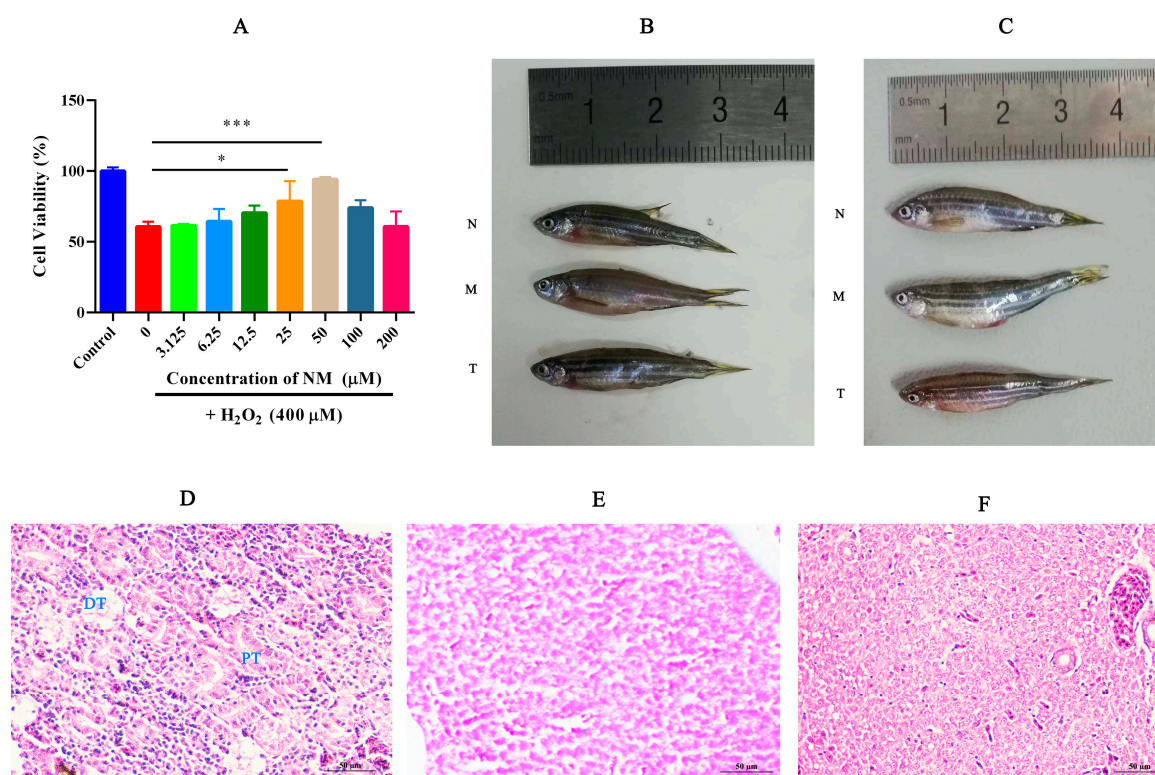 A
B
C
150
100
50
0
Cell Viability (%)
***
*
Control
0
3.125
6.25
12.5
25
50
100
200
Concentration of NM (μM)
+ H₂O₂ (400 μM)
-0.5mm
1 2 3 4
mm
N
M
T
0.5mm
1 2 3 4
mm
N
M
T
D
E
F
DT
PT
50 μm
50 μm
50 μm